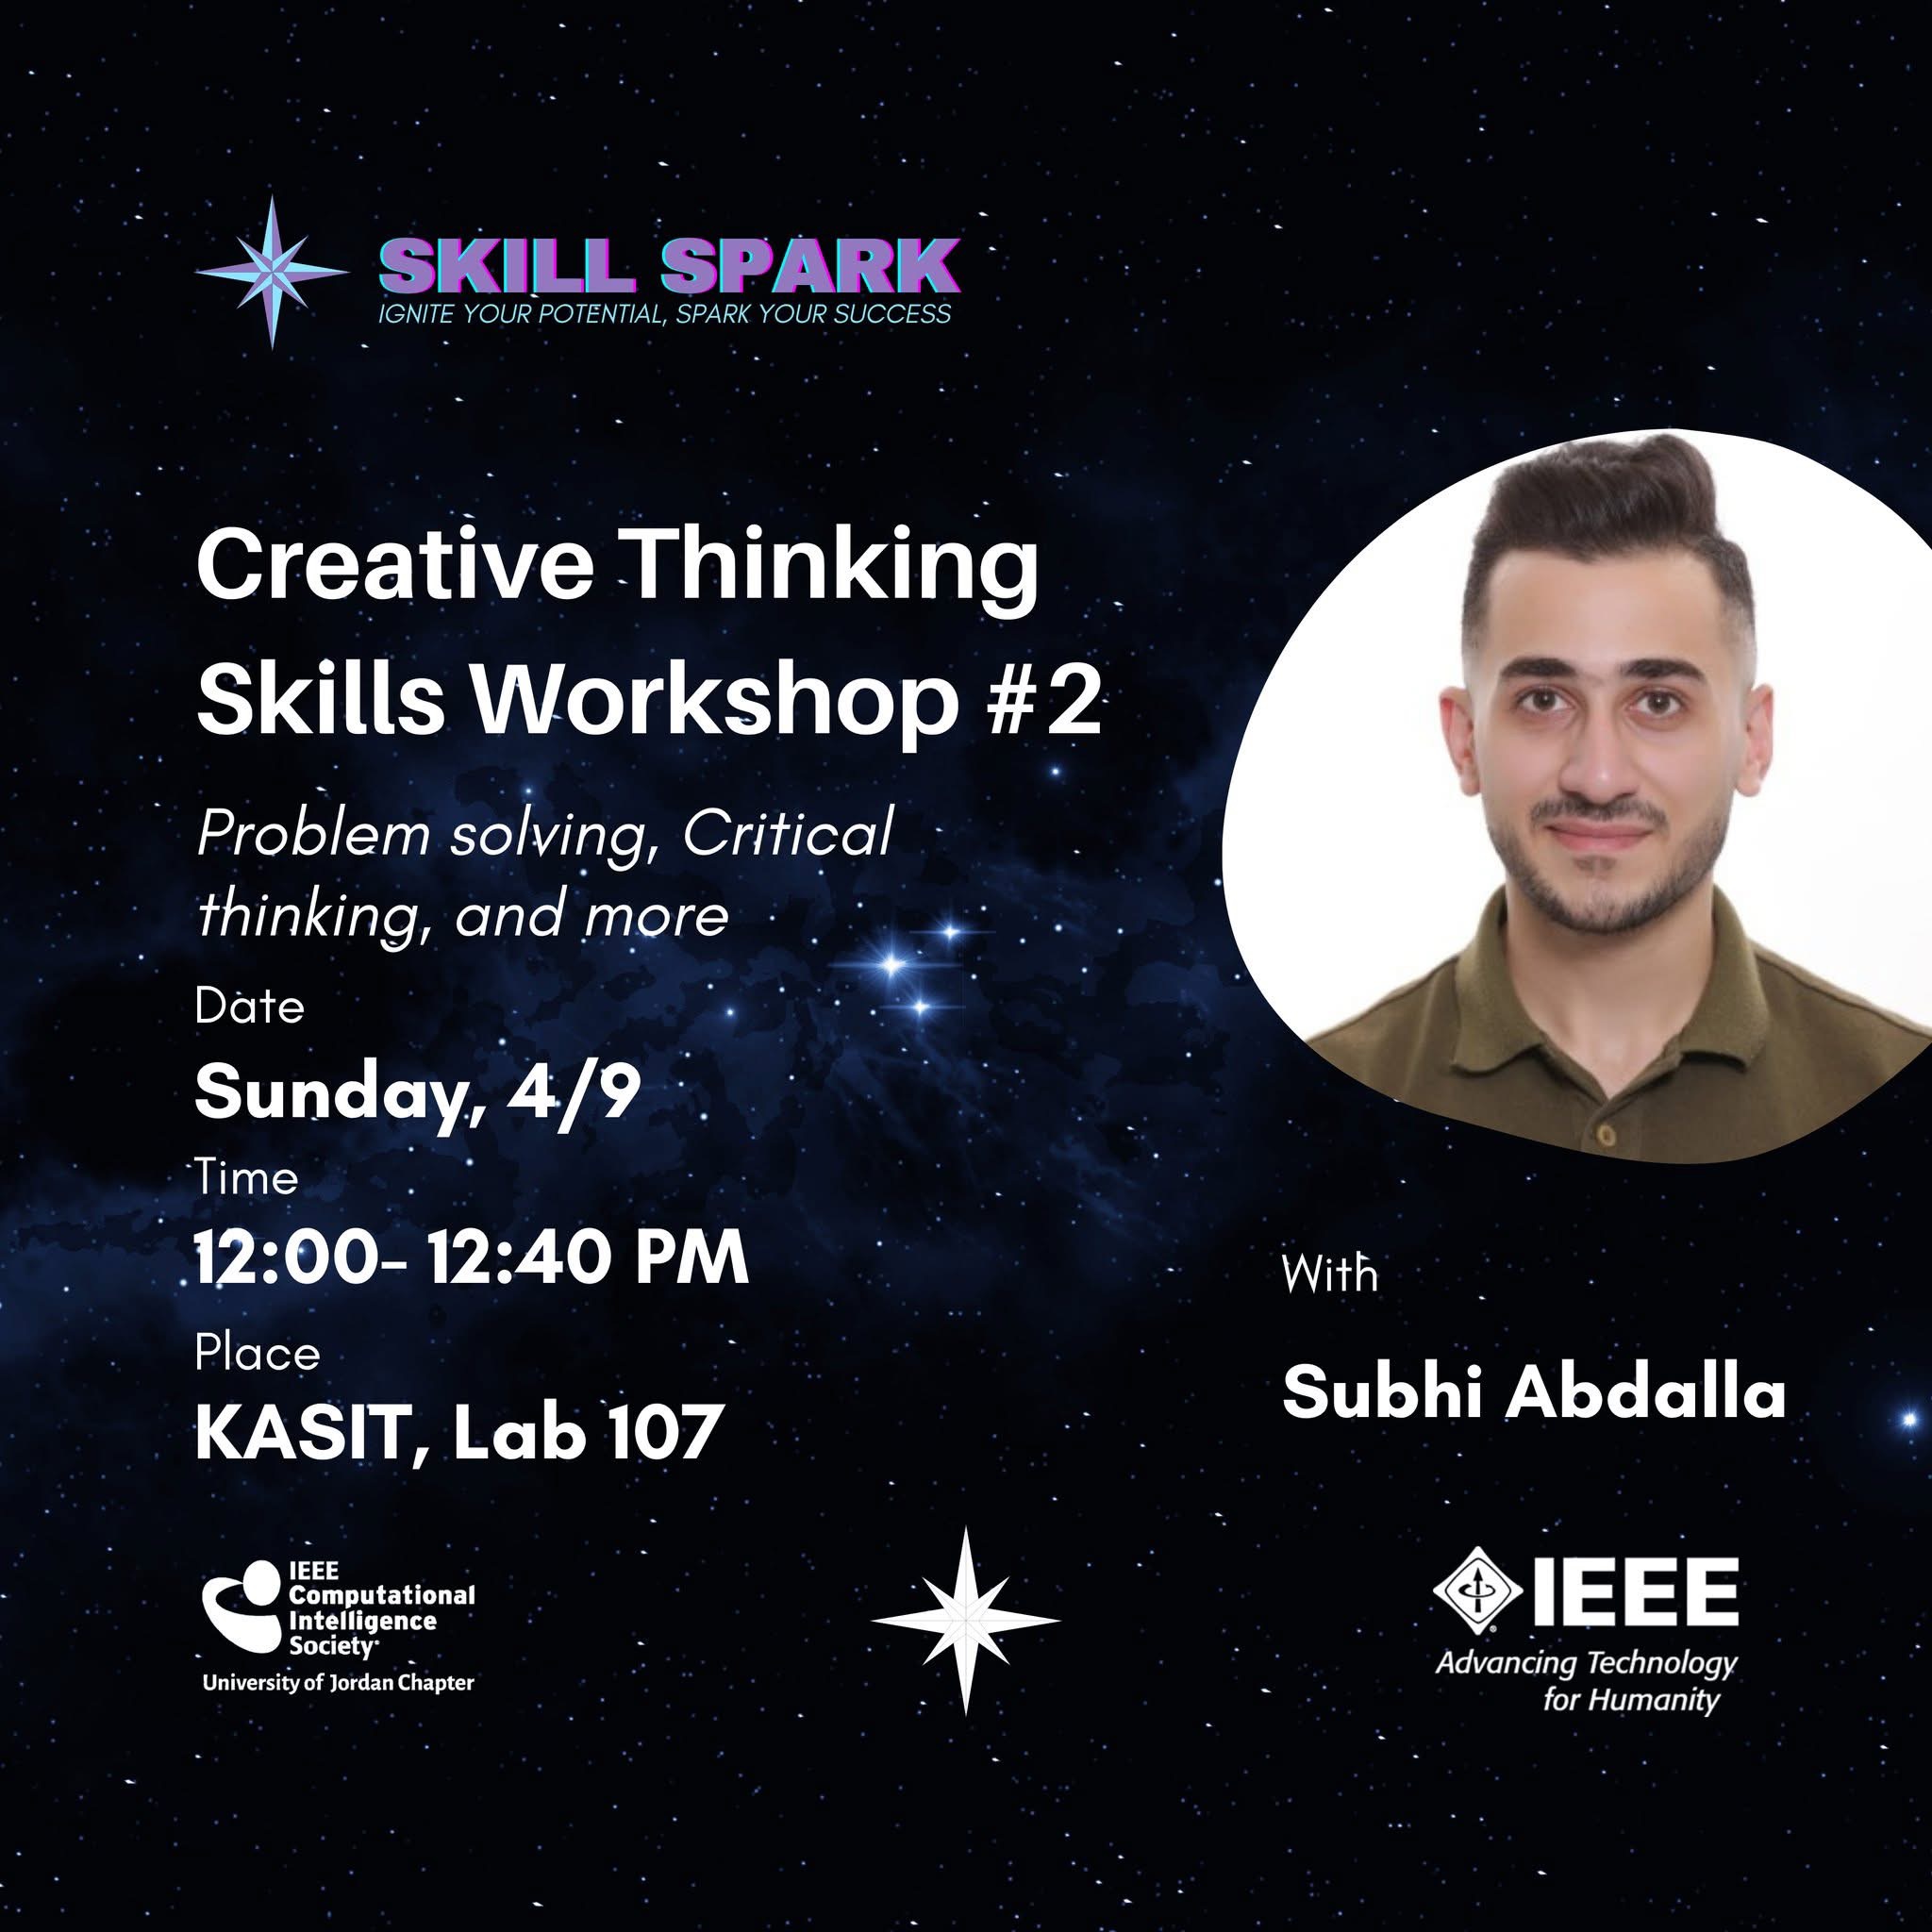 SKILL SPARK
IGNITE YOUR POTENTIAL, SPARK YOUR SUCCESS
Creative Thinking
Skills Workshop #2
Problem solving, Critical
thinking, and more
Date
Sunday, 4/9
Time
12:00- 12:40 PM
Place
KASIT, Lab 107
With
Subhi Abdalla
IEEE
Computational
Intelligence
Society
University of Jordan Chapter
IEEE
Advancing Technology
for Humanity